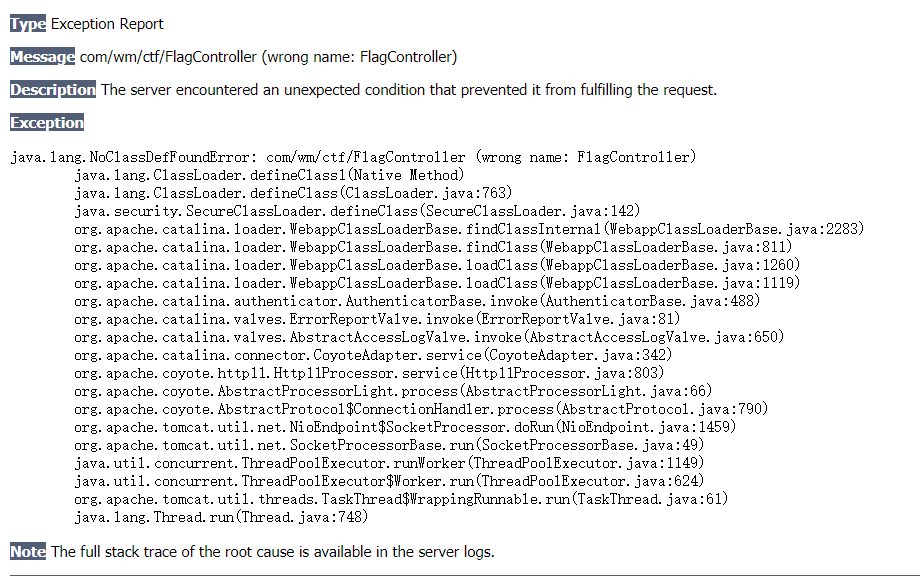 Type Exception Report
Message com/wm/ctf/FlagController (wrong name: FlagController)
Description The server encountered an unexpected condition that prevented it from fulfilling the request.
Exception
java.lang.NoClassDefFoundError: com/wm/ctf/FlagController (wrong name: FlagController)
java.lang.ClassLoader.defineClass1(Native Method)
java.lang.ClassLoader.defineClass(ClassLoader.java:763)
java.security.SecureClassLoader.defineClass(SecureClassLoader.java:142)
org.apache.catalina.loader.WebappClassLoaderBase.findClassInternal(WebappClassLoaderBase.java:2283)
org.apache.catalina.loader.WebappClassLoaderBase.findClass(WebappClassLoaderBase.java:811)
org.apache.catalina.loader.WebappClassLoaderBase.loadClass(WebappClassLoaderBase.java:1260)
org.apache.catalina.loader.WebappClassLoaderBase.loadClass(WebappClassLoaderBase.java:1119)
org.apache.catalina.authenticator.AuthenticatorBase.invoke(AuthenticatorBase.java:488)
org.apache.catalina.valves.ErrorReportValve.invoke(ErrorReportValve.java:81)
org.apache.catalina.valves.AbstractAccessLogValve.invoke(AbstractAccessLogValve.java:650)
org.apache.catalina.connector.CoyoteAdapter.service(CoyoteAdapter.java:342)
org.apache.coyote.http11.Http11Processor.service(Http11Processor.java:803)
org.apache.coyote.AbstractProcessorLight.process(AbstractProcessorLight.java:66)
org.apache.coyote.AbstractProtocol$ConnectionHandler.process(AbstractProtocol.java:790)
org.apache.tomcat.util.net.NioEndpoint$SocketProcessor.doRun(NioEndpoint.java:1459)
org.apache.tomcat.util.net.SocketProcessorBase.run(SocketProcessorBase.java:49)
java.util.concurrent.ThreadPoolExecutor.runWorker(ThreadPoolExecutor.java:1149)
java.util.concurrent.ThreadPoolExecutor$Worker.run(ThreadPoolExecutor.java:624)
org.apache.tomcat.util.threads.TaskThread$WrappingRunnable.run(TaskThread.java:61)
java.lang.Thread.run(Thread.java:748)
Note The full stack trace of the root cause is available in the server logs.